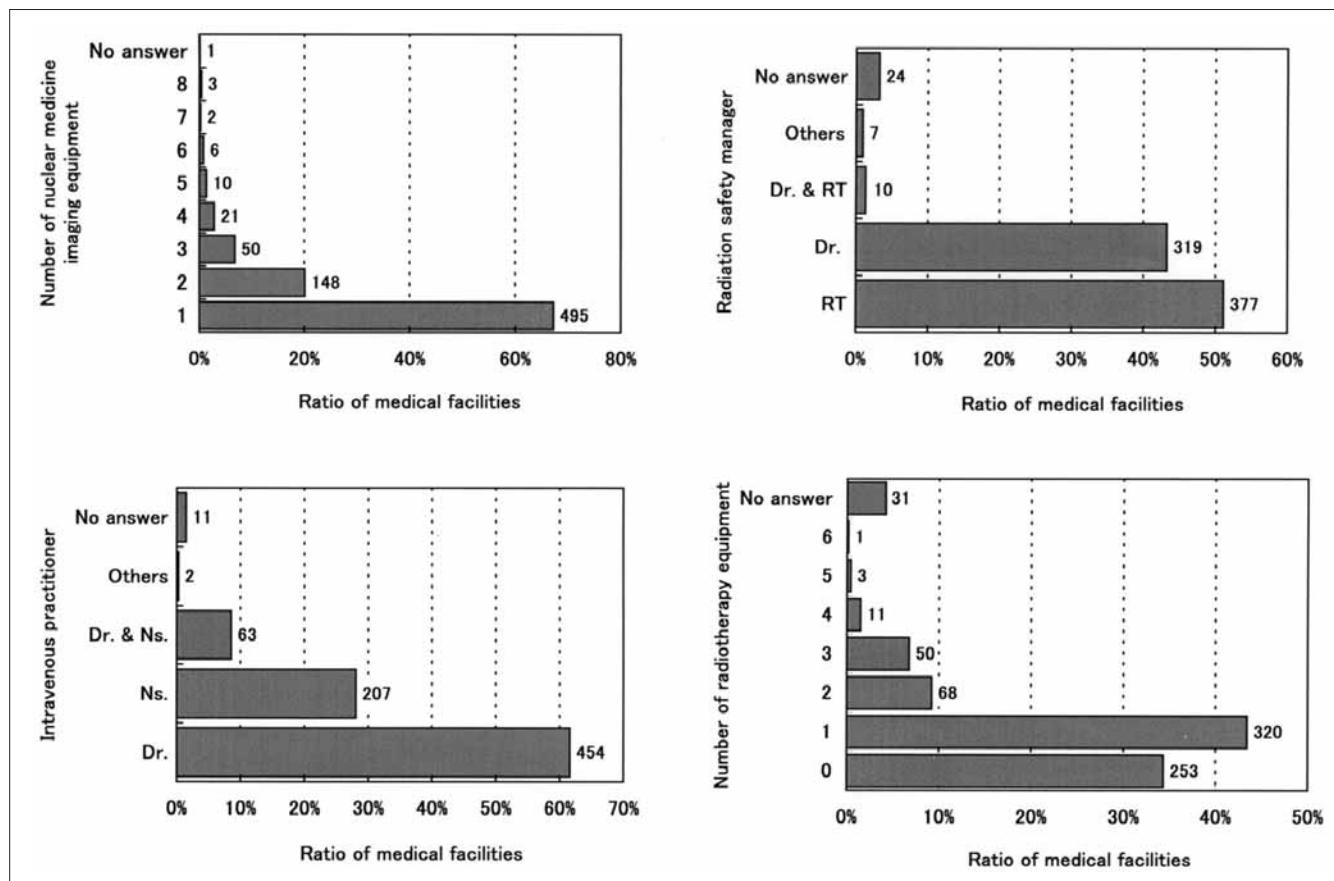 Number of nuclear medicine
imaging equipment
No answer 1
8 3
7 2
6 6
5 10
4 21
3 50
2 148
1 495
0% 20% 40% 60% 80%
Ratio of medical facilities
Radiation safety manager
No answer 24
Others 7
Dr. & RT 10
Dr. 319
RT 377
0% 10% 20% 30% 40% 50% 60%
Ratio of medical facilities
Intravenous practitioner
No answer 11
Others 2
Dr. & Ns. 63
Ns. 207
Dr. 454
0% 10% 20% 30% 40% 50% 60% 70%
Ratio of medical facilities
Number of radiotherapy equipment
No answer 31
6 1
5 3
4 11
3 50
2 68
1 320
0 253
0% 10% 20% 30% 40% 50%
Ratio of medical facilities